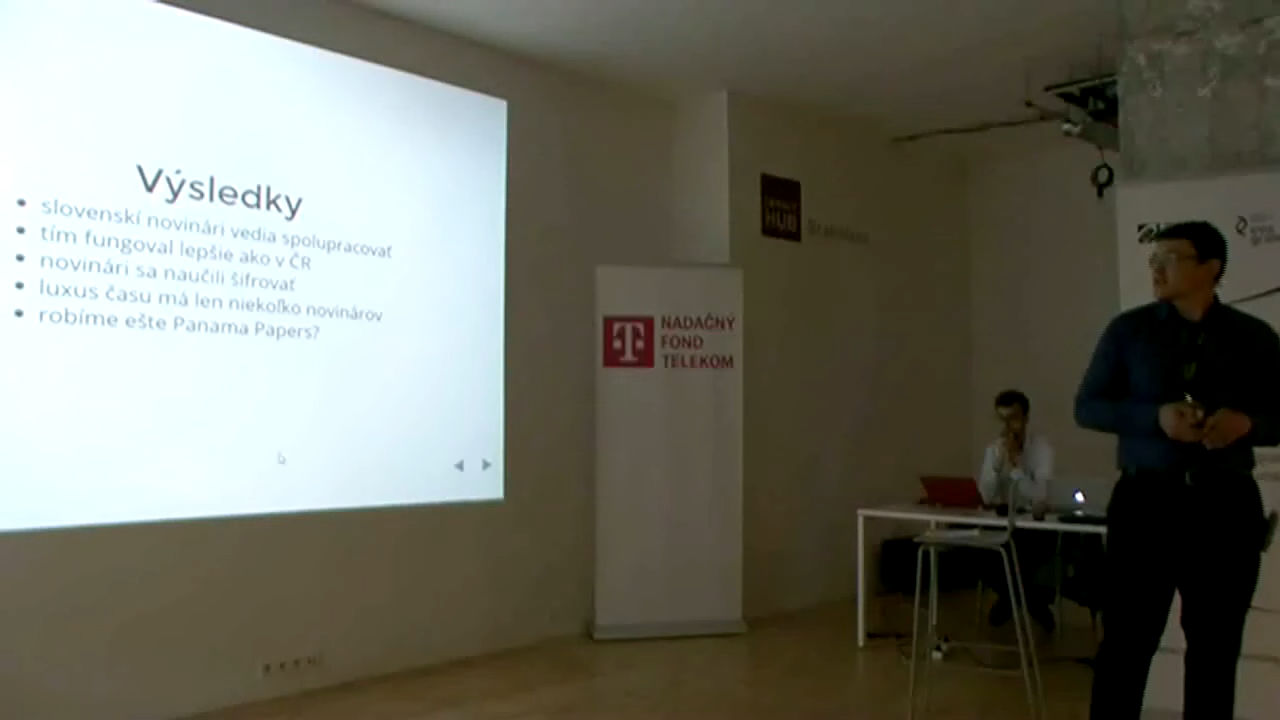 Výsledky
• slovenskí novinári vedia spolupracovať
• tím fungoval lepšie ako v ČR
• novinári sa naučili šifrovať
• luxus času má len niekoľko novinárov
• robíme ešte Panama Papers?
T
NADAČNÝ
FOND
TELEKOM
HUB
Bratislava